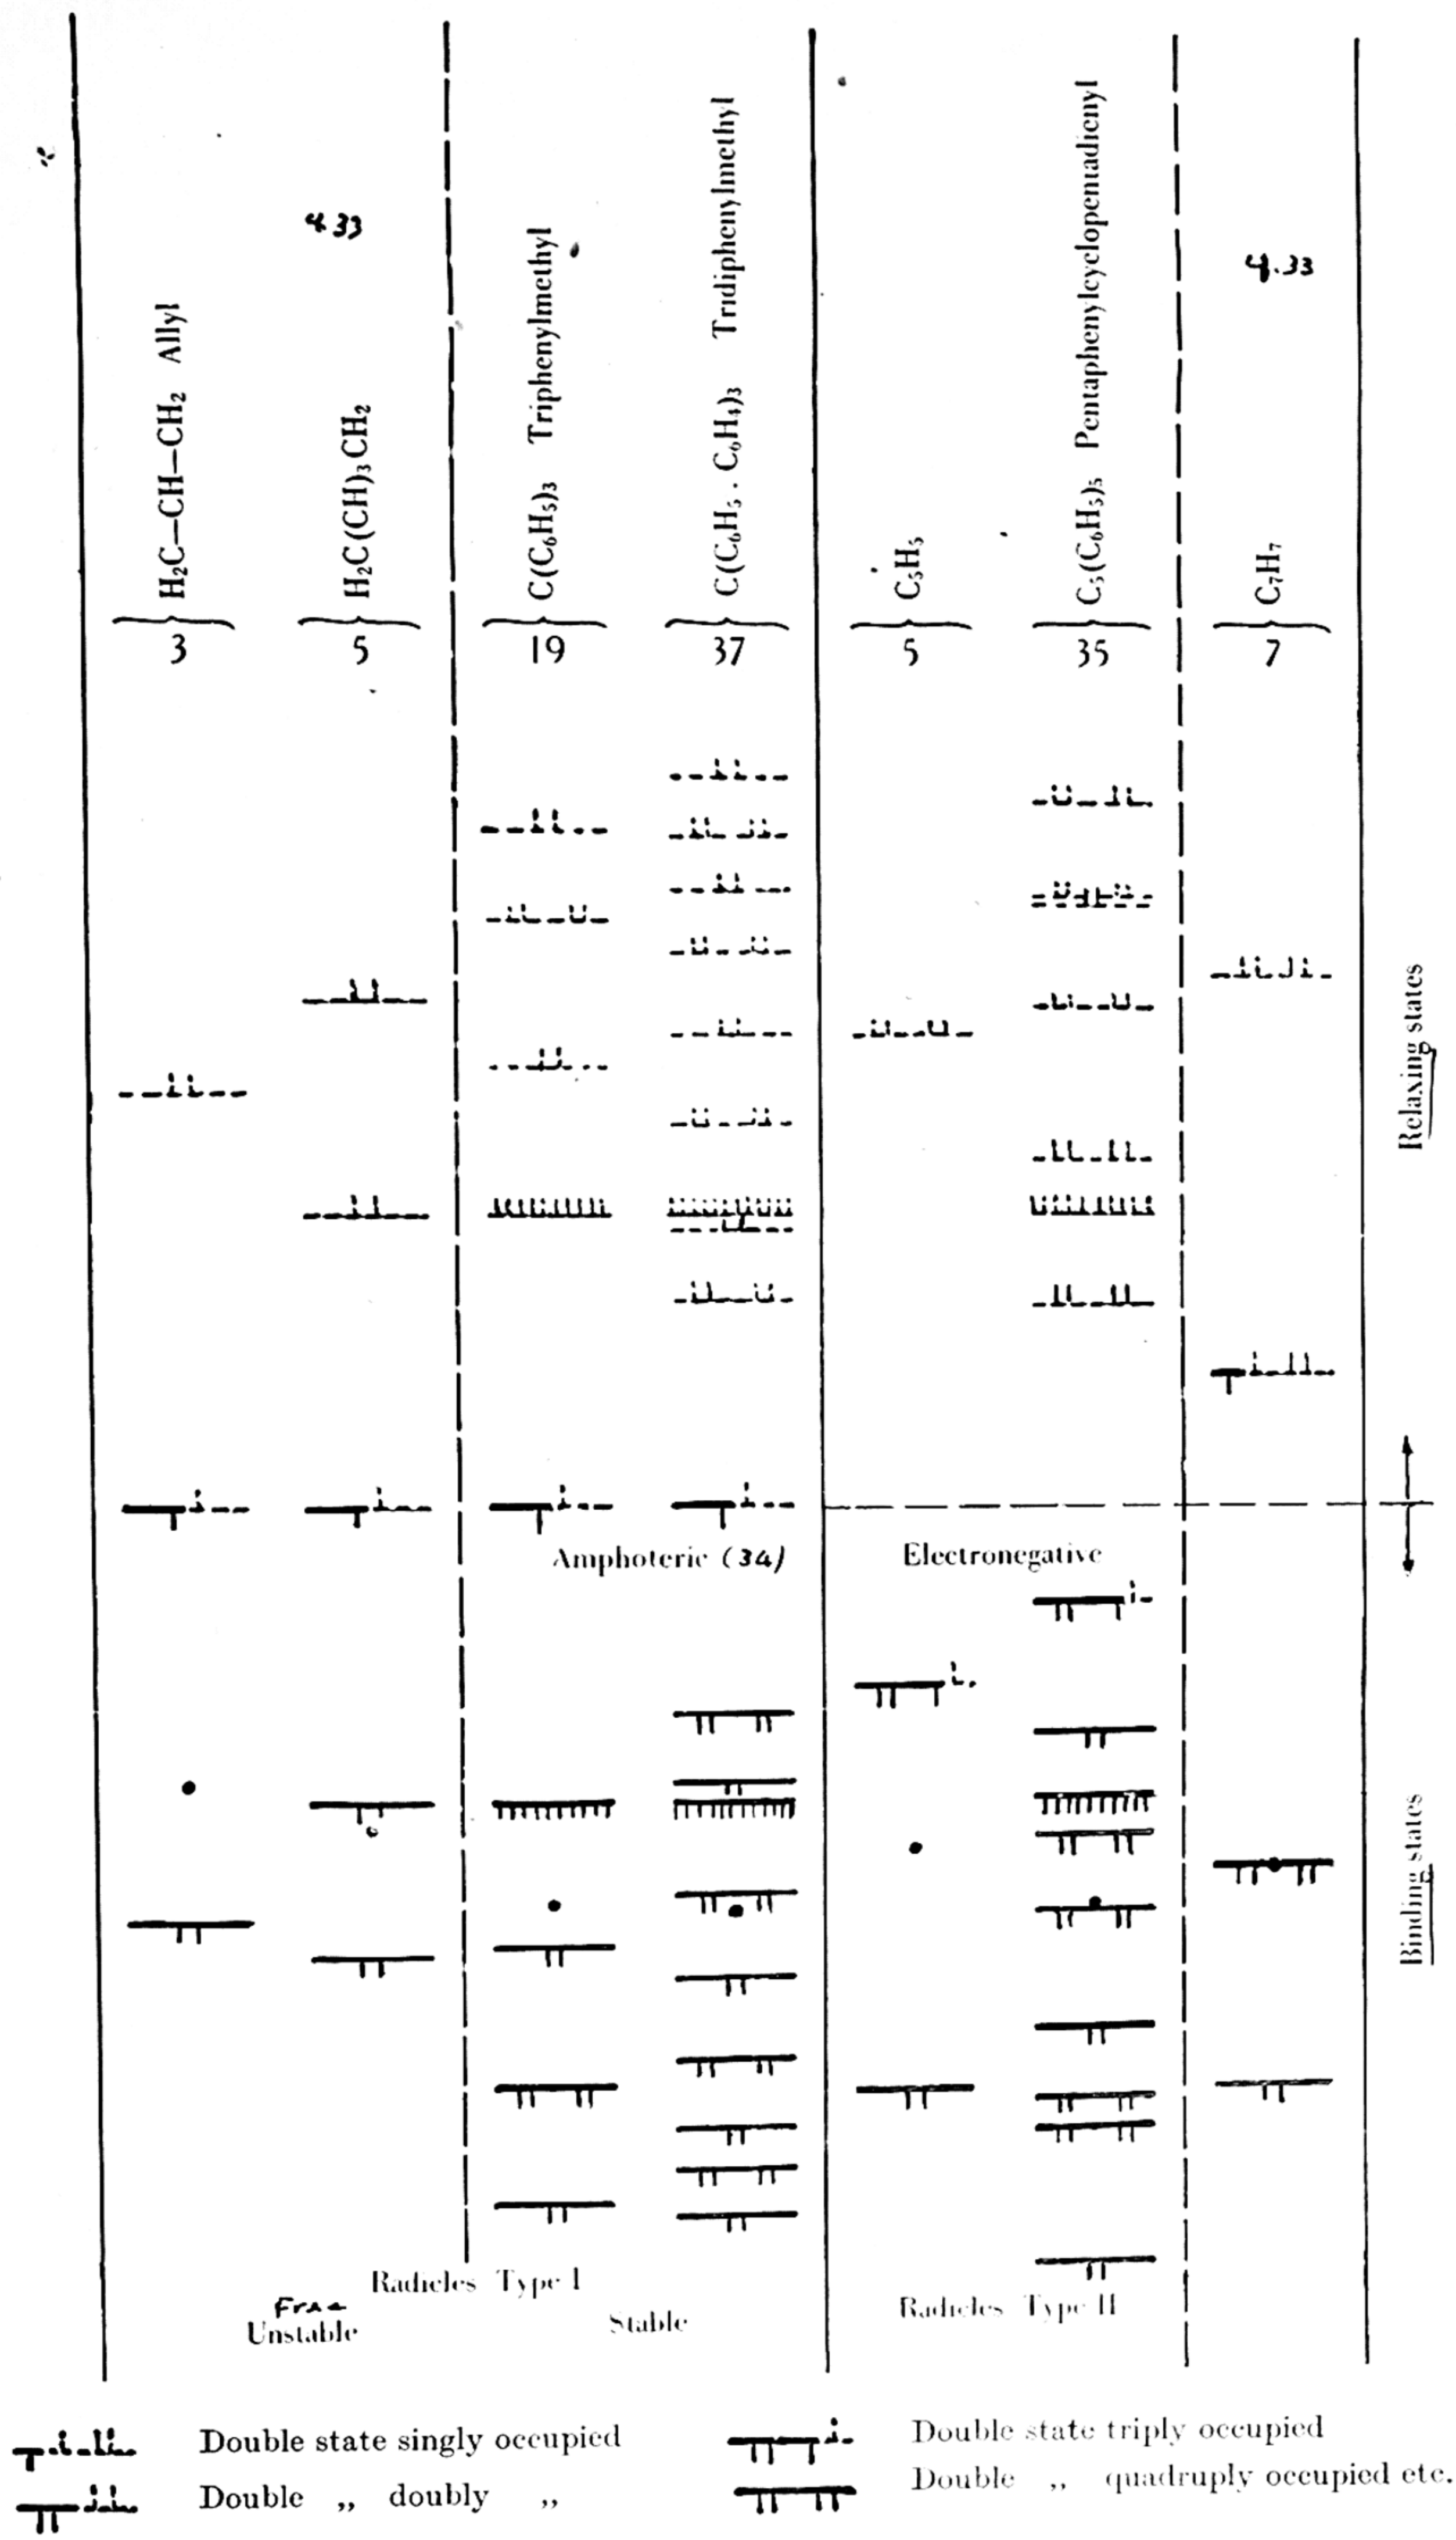 4.33
4.33
H₂C—CH—CH₂ Allyl
H₂C(CH)₃CH₂
C(C₆H₅)₃ Triphenylmethyl
C(C₆H₅ . C₆H₄)₃ Tridiphenylmethyl
C₅H₅
C₅(C₆H₅)₅ Pentaphenylcyclopentadienyl
C₇H₇
3 5 19 37 5 35 7
Relaxing states
Amphoteric (34) Electronegative
Binding states
Radicles Type I
Free
Unstable
Stable
Radicles Type II
Double state singly occupied
Double ,, doubly ,,
Double state triply occupied
Double ,, quadruply occupied etc.